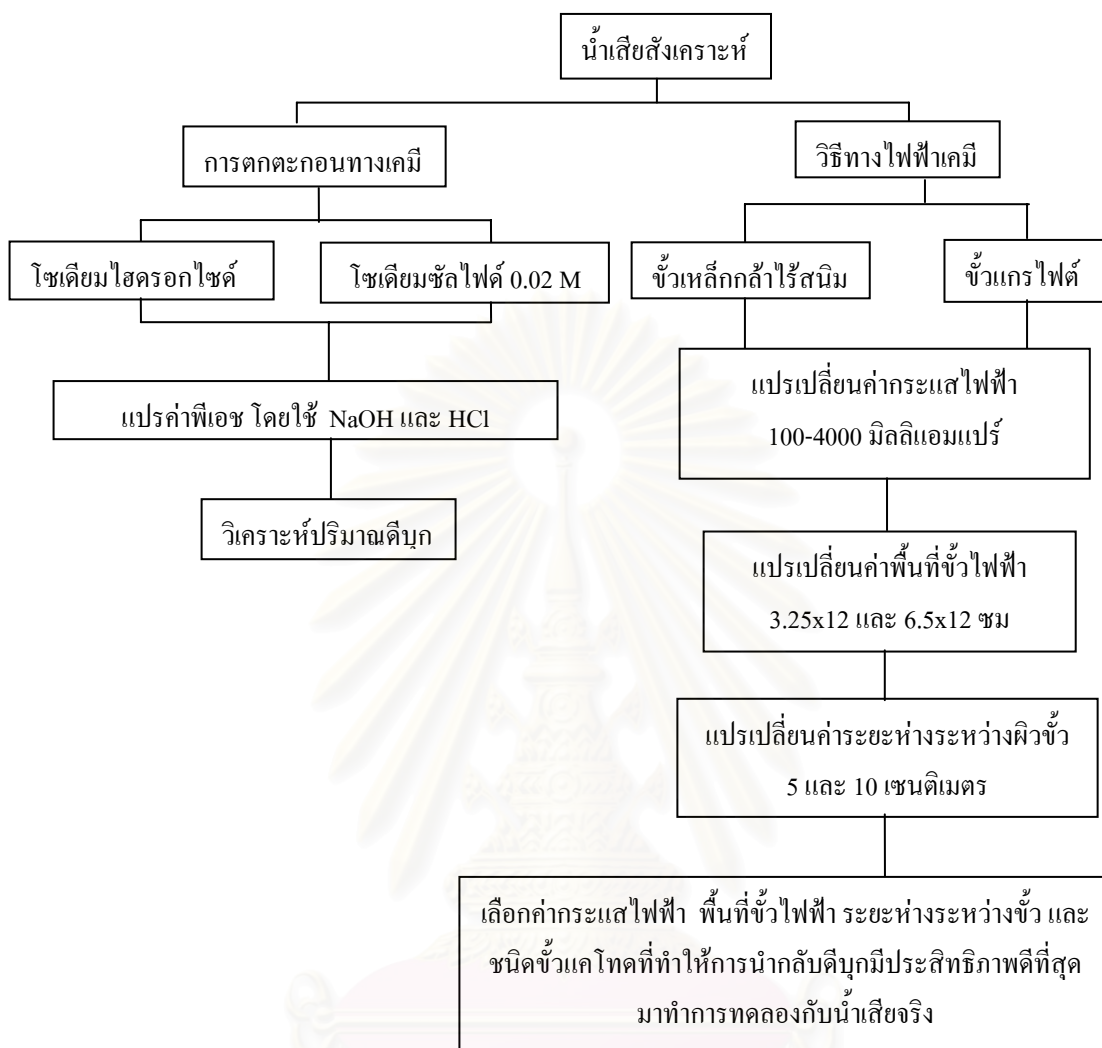 น้ำเสียสังเคราะห์
การตกตะกอนทางเคมี
วิธีทางไฟฟ้าเคมี
โซเดียมไฮดรอกไซด์
โซเดียมซัลไฟด์ 0.02 M
ขั้วเหล็กกล้าไร้สนิม
ขั้วแกรไฟต์
แปรค่าพีเอช โดยใช้ NaOH และ HCl
วิเคราะห์ปริมาณดีบุก
แปรเปลี่ยนค่ากระแสไฟฟ้า
100-4000 มิลลิแอมแปร์
แปรเปลี่ยนค่าพื้นที่ขั้วไฟฟ้า
3.25x12 และ 6.5x12 ซม
แปรเปลี่ยนค่าระยะห่างระหว่างผิวขั้ว
5 และ 10 เซนติเมตร
เลือกค่ากระแสไฟฟ้า พื้นที่ขั้วไฟฟ้า ระยะห่างระหว่างขั้ว และ
ชนิดขั้วแคโทดที่ทำให้การนำกลับดีบุกมีประสิทธิภาพดีที่สุด
มาทำการทดลองกับน้ำเสียจริง